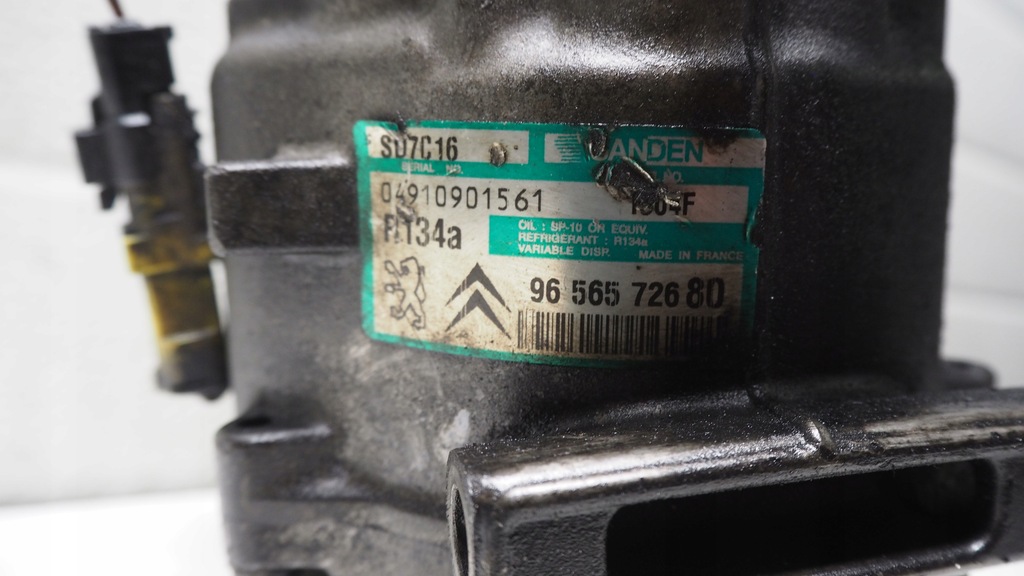 SD7C16 SANDEN
SERIAL NO. NO.
04910901561
R134a
OIL : SP-10 OR EQUIV.
REFRIGERANT : R134a
VARIABLE DISP. MADE IN FRANCE
96 565 726 80